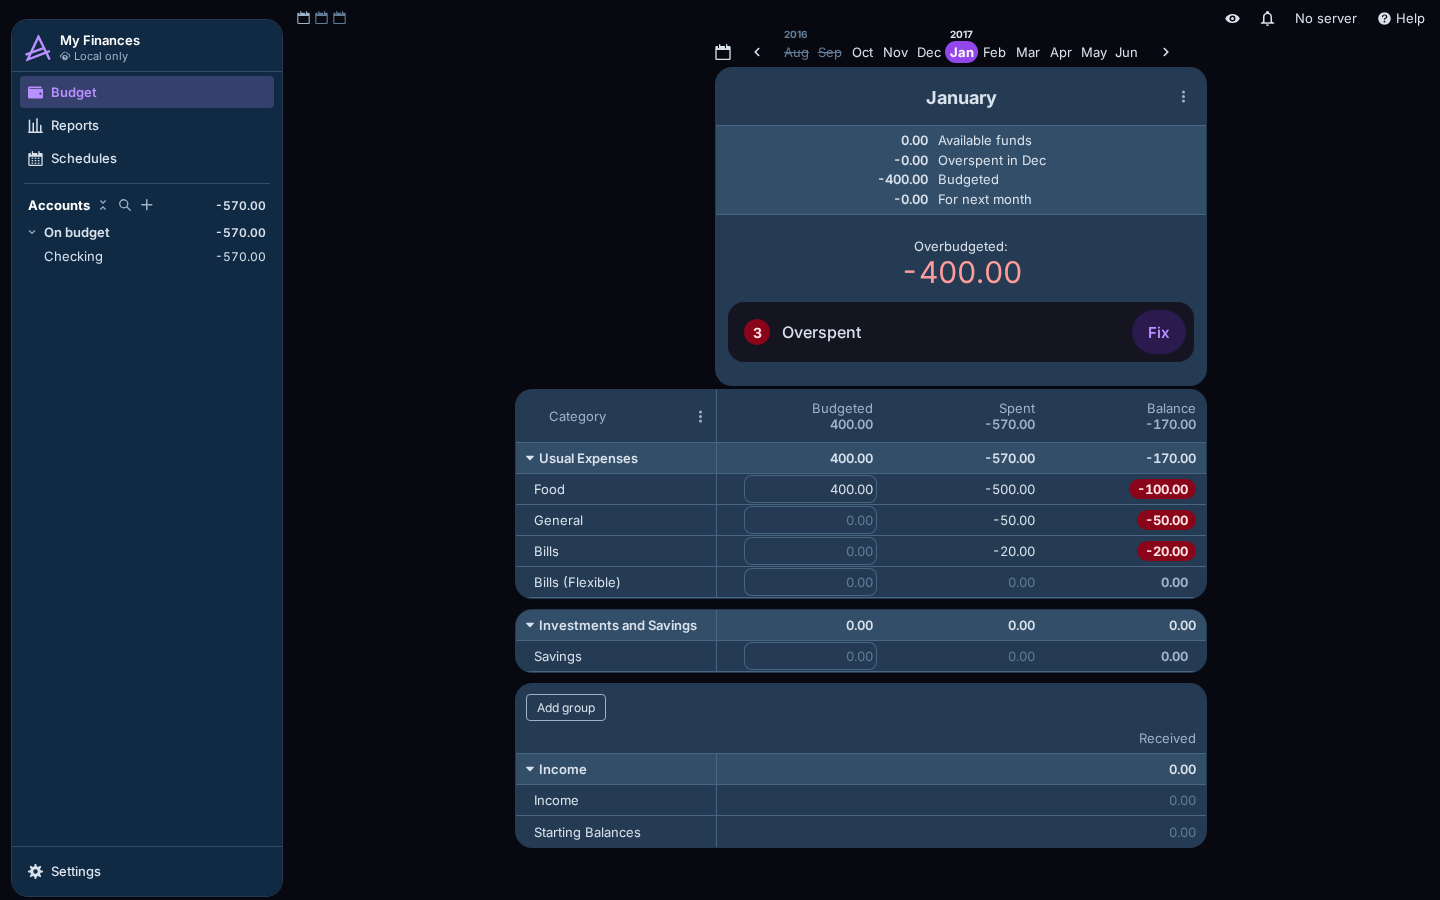 My Finances
Local only
Budget
Reports
Schedules
Accounts -570.00
On budget -570.00
Checking -570.00
Settings
No server Help
2016 2017
Aug Sep Oct Nov Dec Jan Feb Mar Apr May Jun
January
0.00 Available funds
-0.00 Overspent in Dec
-400.00 Budgeted
-0.00 For next month
Overbudgeted:
-400.00
3 Overspent Fix
Category Budgeted Spent Balance
400.00 -570.00 -170.00
Usual Expenses 400.00 -570.00 -170.00
Food 400.00 -500.00 -100.00
General 0.00 -50.00 -50.00
Bills 0.00 -20.00 -20.00
Bills (Flexible) 0.00 0.00 0.00
Investments and Savings 0.00 0.00 0.00
Savings 0.00 0.00 0.00
Add group
Received
Income 0.00
Income 0.00
Starting Balances 0.00